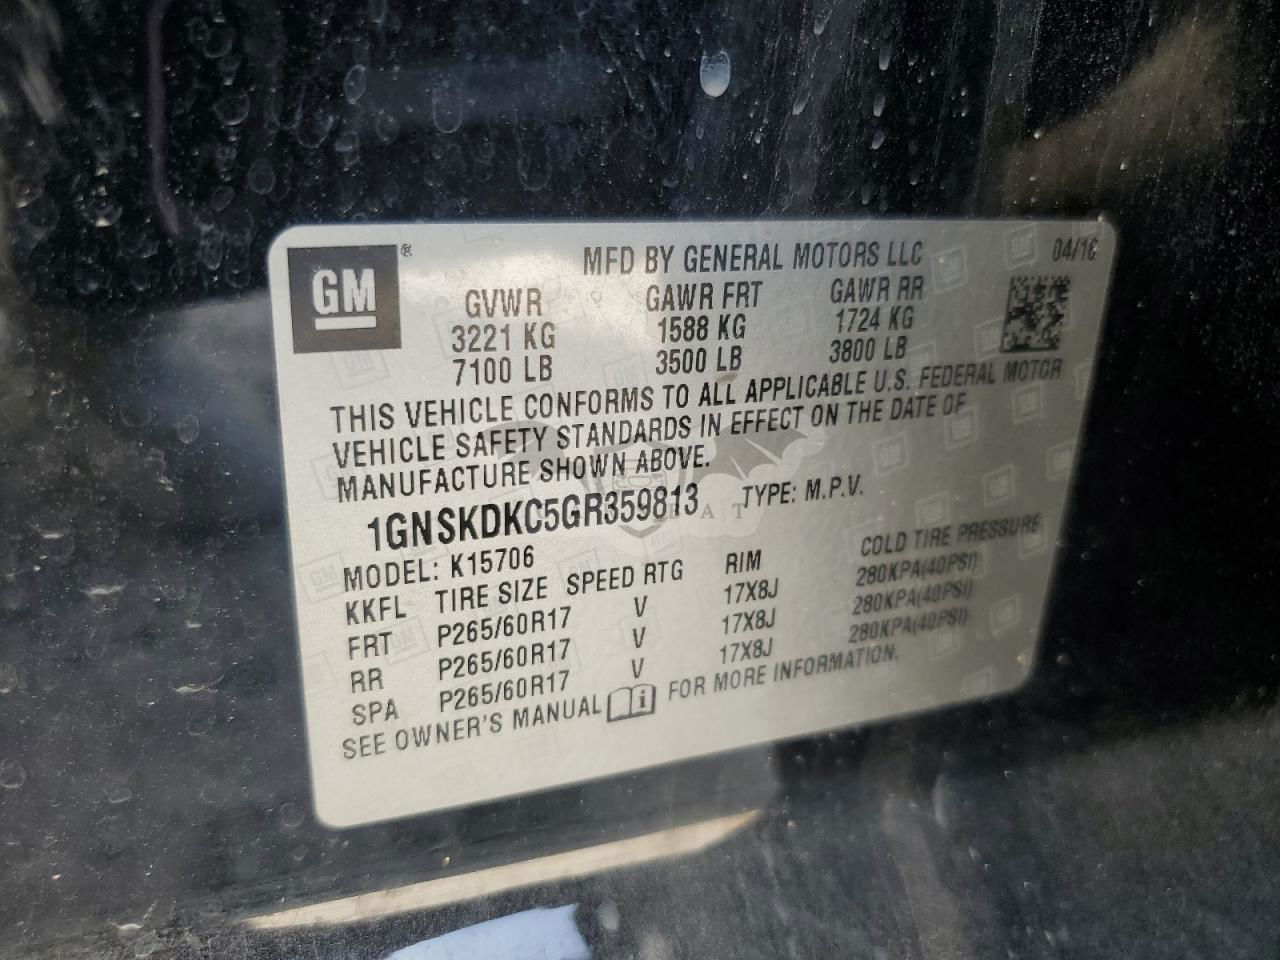 GM®
MFD BY GENERAL MOTORS LLC 04/16
GVWR GAWR FRT GAWR RR
3221 KG 1588 KG 1724 KG
7100 LB 3500 LB 3800 LB
THIS VEHICLE CONFORMS TO ALL APPLICABLE U.S. FEDERAL MOTOR
VEHICLE SAFETY STANDARDS IN EFFECT ON THE DATE OF
MANUFACTURE SHOWN ABOVE.
1GNSKDKC5GR359813 TYPE: M.P.V.
MODEL: K15706
KKFL TIRE SIZE SPEED RTG RIM COLD TIRE PRESSURE
FRT P265/60R17 V 17X8J 280KPA(40PSI)
RR P265/60R17 V 17X8J 280KPA(40PSI)
SPA P265/60R17 V 17X8J 280KPA(40PSI)
SEE OWNER'S MANUAL FOR MORE INFORMATION.